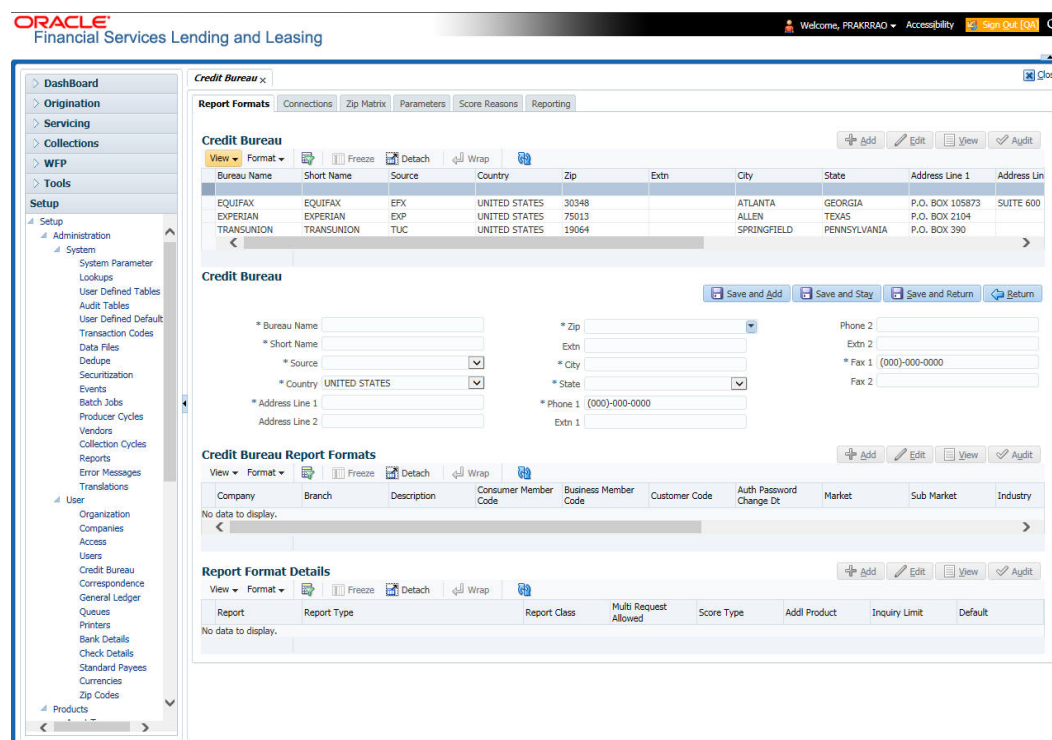 ORACLE
Financial Services Lending and Leasing
Welcome, PRAKRRAO Accessibility Sign Out [QA]
DashBoard
Origination
Servicing
Collections
WFP
Tools
Setup
Setup
Administration
System
System Parameter
Lookups
User Defined Tables
Audit Tables
User Defined Default
Transaction Codes
Data Files
Dedupe
Securitization
Events
Batch Jobs
Producer Cycles
Vendors
Collection Cycles
Reports
Error Messages
Translations
User
Organization
Companies
Access
Users
Credit Bureau
Correspondence
General Ledger
Queues
Printers
Bank Details
Check Details
Standard Payees
Currencies
Zip Codes
Products
Credit Bureau x
Clos
Report Formats Connections Zip Matrix Parameters Score Reasons Reporting
Credit Bureau Add Edit View Audit
View Format Freeze Detach Wrap
Bureau Name Short Name Source Country Zip Extn City State Address Line 1 Address Lin
EQUIFAX EQUIFAX EFX UNITED STATES 30348 ATLANTA GEORGIA P.O. BOX 105873 SUITE 600
EXPERIAN EXPERIAN EXP UNITED STATES 75013 ALLEN TEXAS P.O. BOX 2104
TRANSUNION TRANSUNION TUC UNITED STATES 19064 SPRINGFIELD PENNSYLVANIA P.O. BOX 390
Credit Bureau
Save and Add Save and Stay Save and Return Return
* Bureau Name * Zip Phone 2
* Short Name Extn Extn 2
* Source * City * Fax 1 (000)-000-0000
* Country UNITED STATES * State Fax 2
* Address Line 1 * Phone 1 (000)-000-0000
Address Line 2 Extn 1
Credit Bureau Report Formats Add Edit View Audit
View Format Freeze Detach Wrap
Company Branch Description Consumer Member Code Business Member Code Customer Code Auth Password Change Dt Market Sub Market Industry
No data to display.
Report Format Details Add Edit View Audit
View Format Freeze Detach Wrap
Report Report Type Report Class Multi Request Allowed Score Type Addl Product Inquiry Limit Default
No data to display.